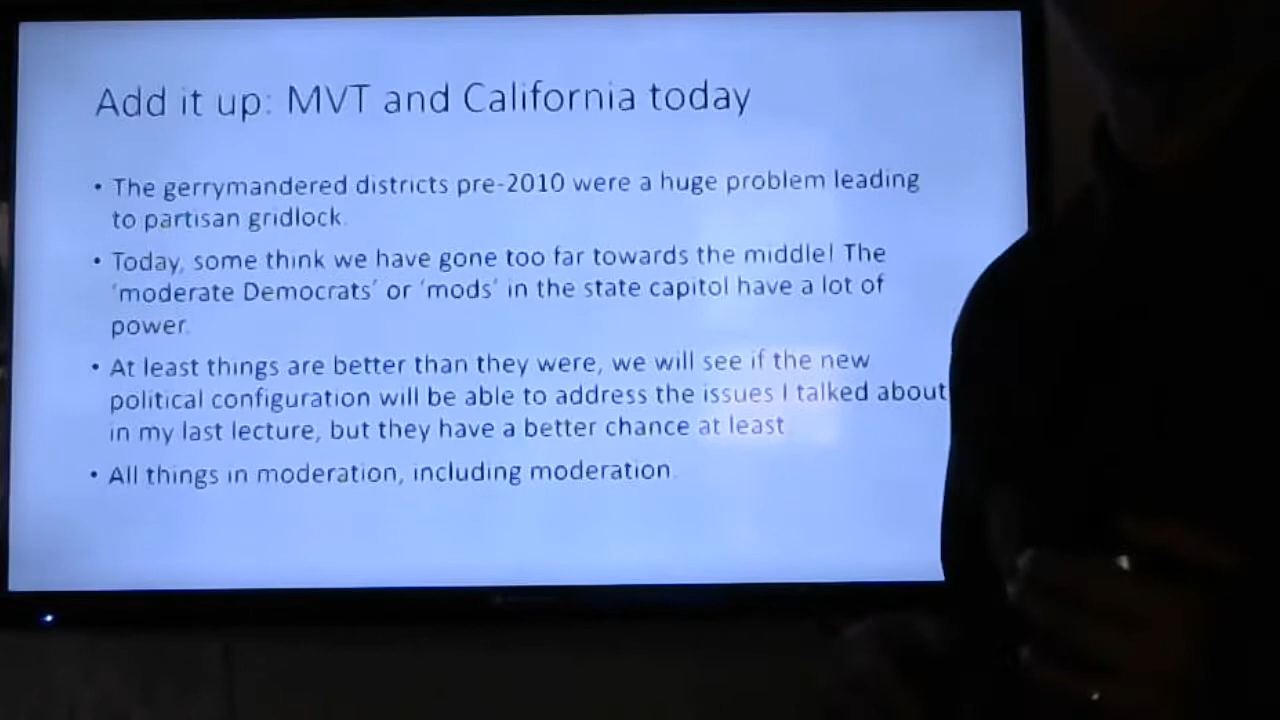 Add it up: MVT and California today
• The gerrymandered districts pre-2010 were a huge problem leading
to partisan gridlock.
• Today, some think we have gone too far towards the middle! The
'moderate Democrats' or 'mods' in the state capitol have a lot of
power.
• At least things are better than they were, we will see if the new
political configuration will be able to address the issues I talked about
in my last lecture, but they have a better chance at least
• All things in moderation, including moderation.